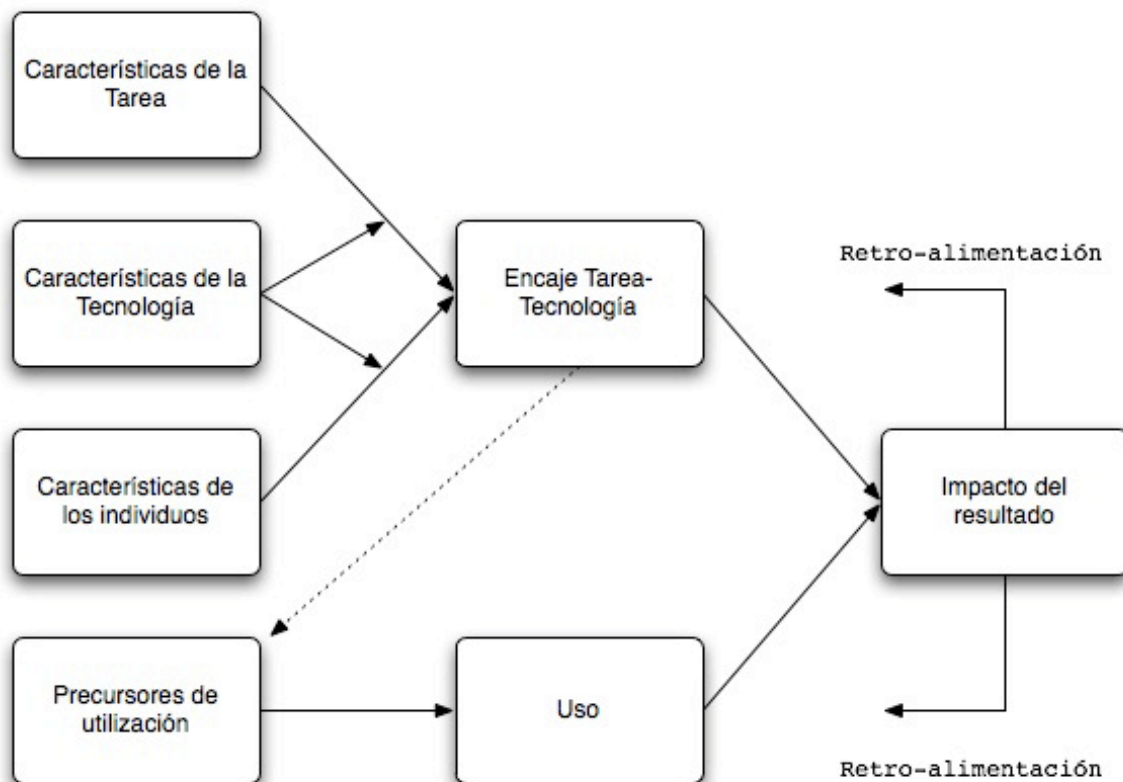 Características de la
Tarea
Características de la
Tecnología
Encaje Tarea-
Tecnología
Retro-alimentación
Características de
los individuos
Impacto del
resultado
Precursores de
utilización
Uso
Retro-alimentación